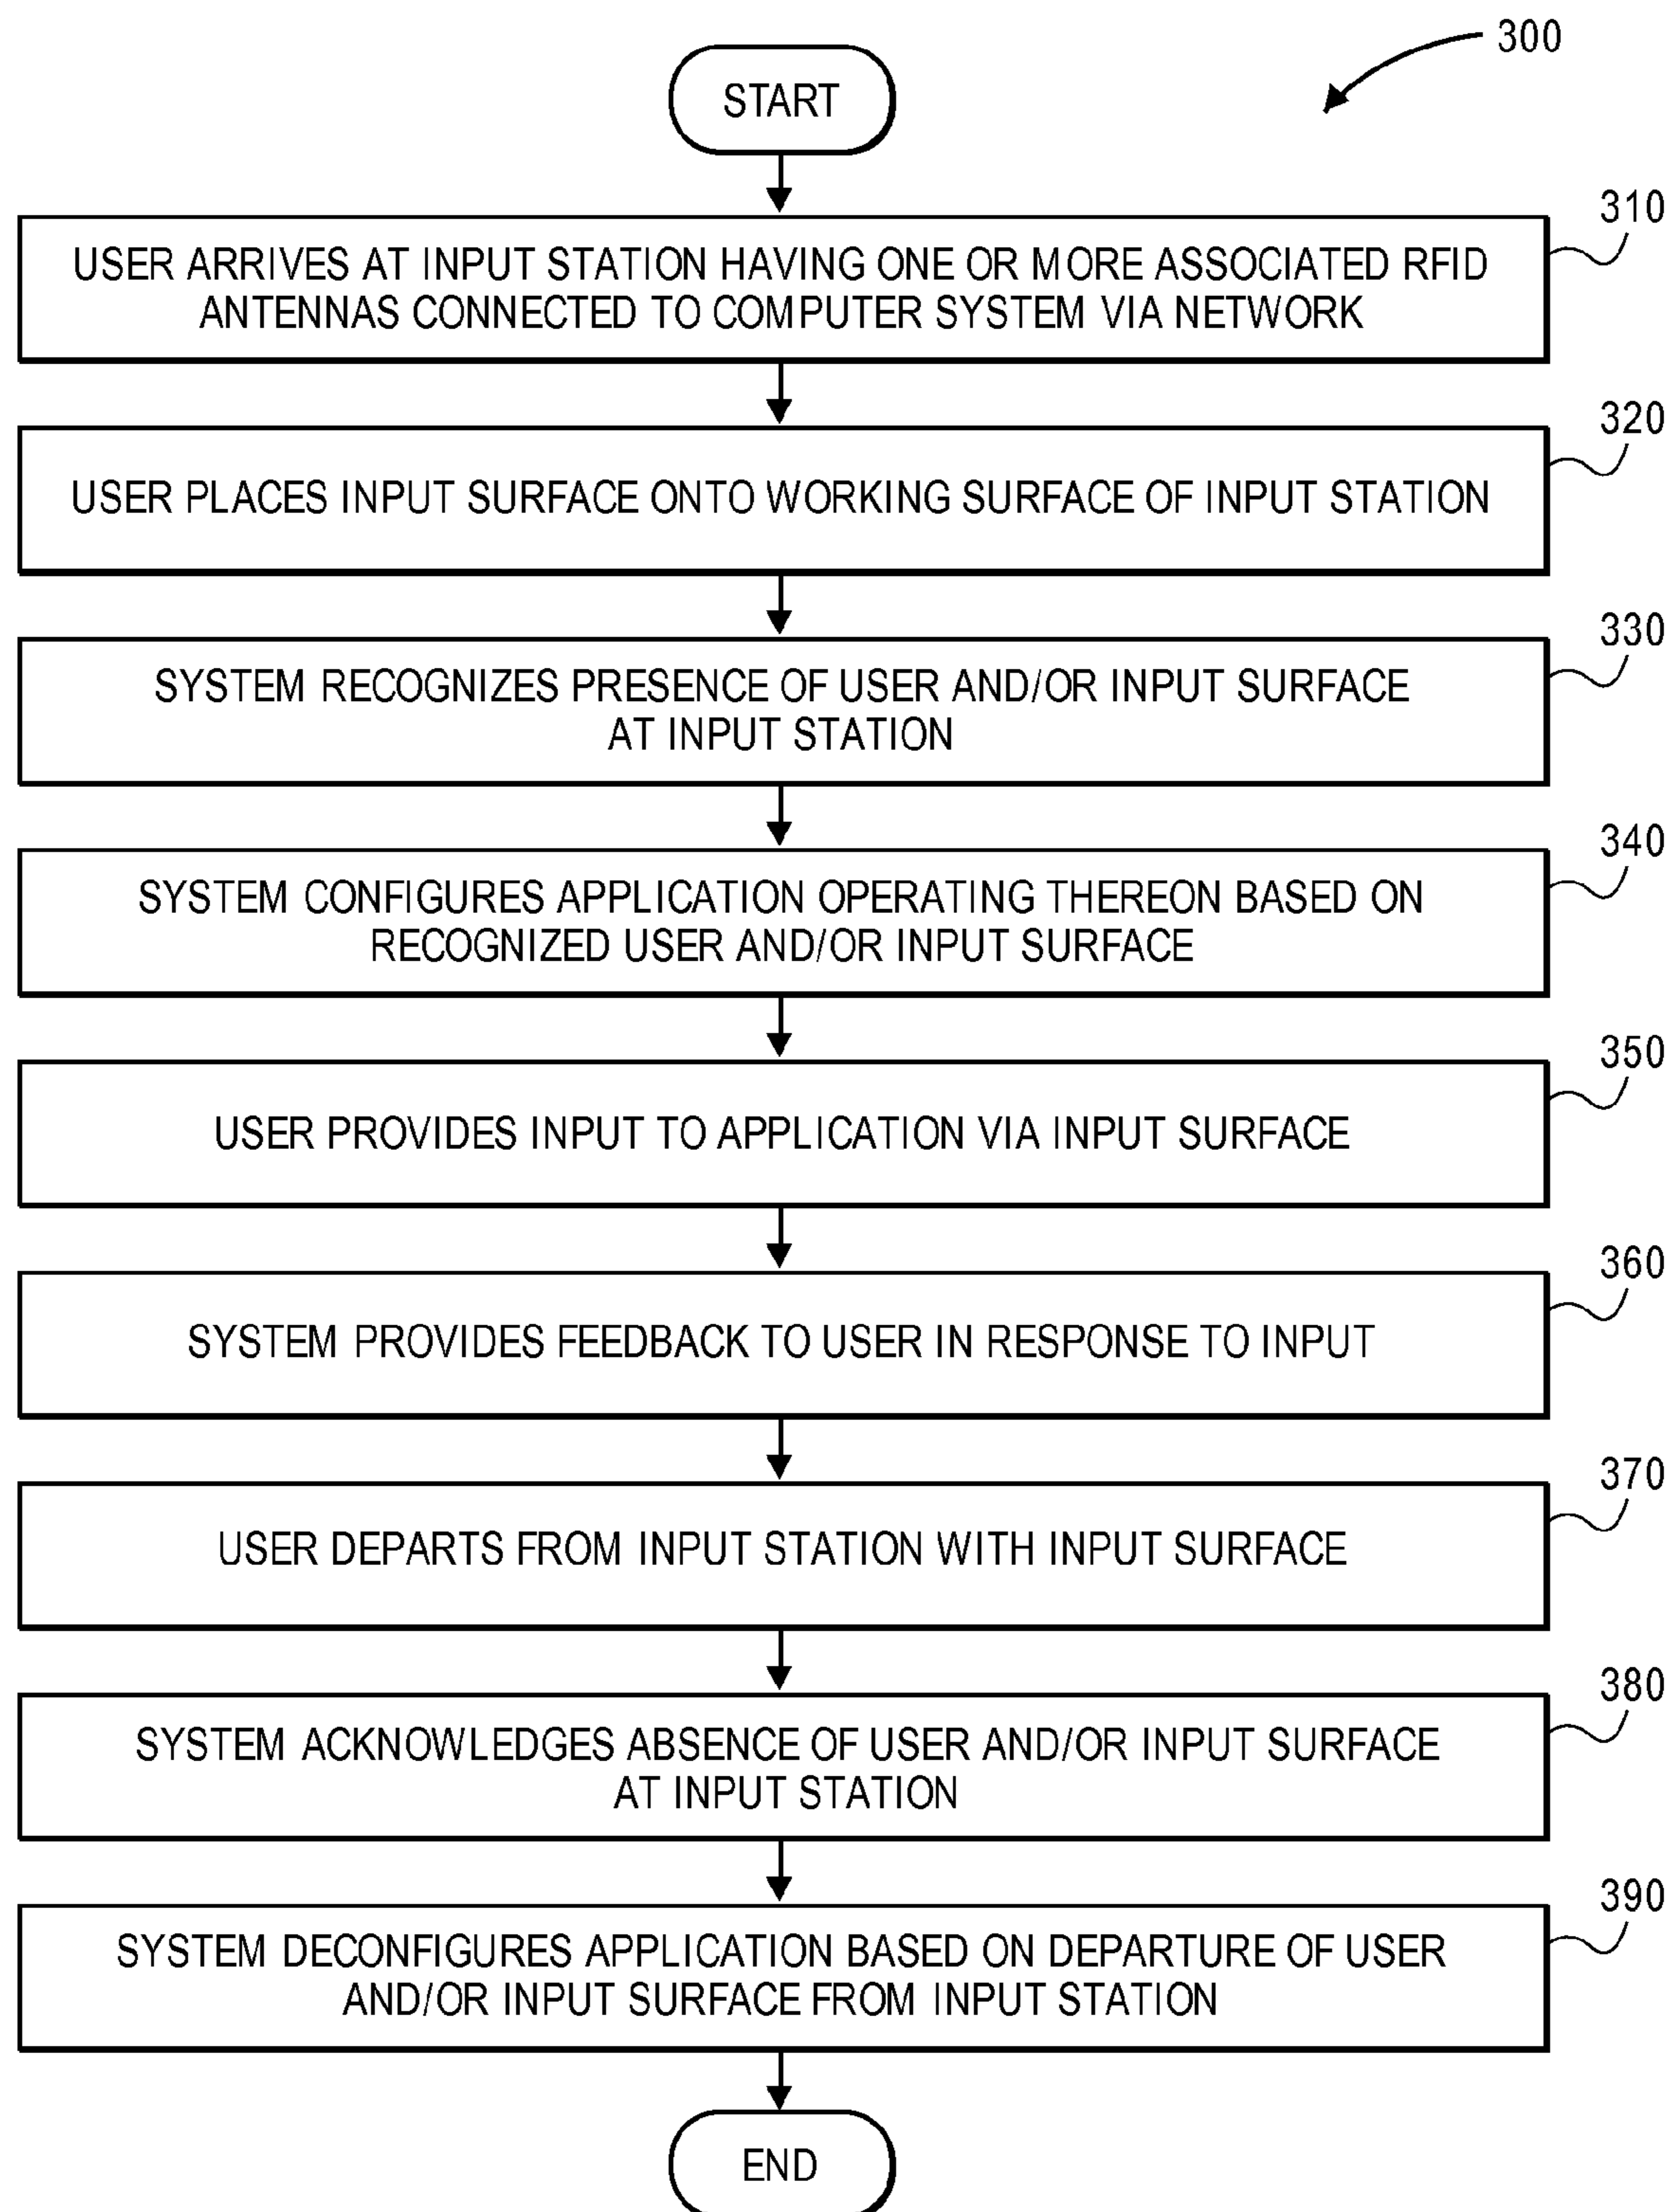 300
START
310
USER ARRIVES AT INPUT STATION HAVING ONE OR MORE ASSOCIATED RFID
ANTENNAS CONNECTED TO COMPUTER SYSTEM VIA NETWORK
320
USER PLACES INPUT SURFACE ONTO WORKING SURFACE OF INPUT STATION
330
SYSTEM RECOGNIZES PRESENCE OF USER AND/OR INPUT SURFACE
AT INPUT STATION
340
SYSTEM CONFIGURES APPLICATION OPERATING THEREON BASED ON
RECOGNIZED USER AND/OR INPUT SURFACE
350
USER PROVIDES INPUT TO APPLICATION VIA INPUT SURFACE
360
SYSTEM PROVIDES FEEDBACK TO USER IN RESPONSE TO INPUT
370
USER DEPARTS FROM INPUT STATION WITH INPUT SURFACE
380
SYSTEM ACKNOWLEDGES ABSENCE OF USER AND/OR INPUT SURFACE
AT INPUT STATION
390
SYSTEM DECONFIGURES APPLICATION BASED ON DEPARTURE OF USER
AND/OR INPUT SURFACE FROM INPUT STATION
END